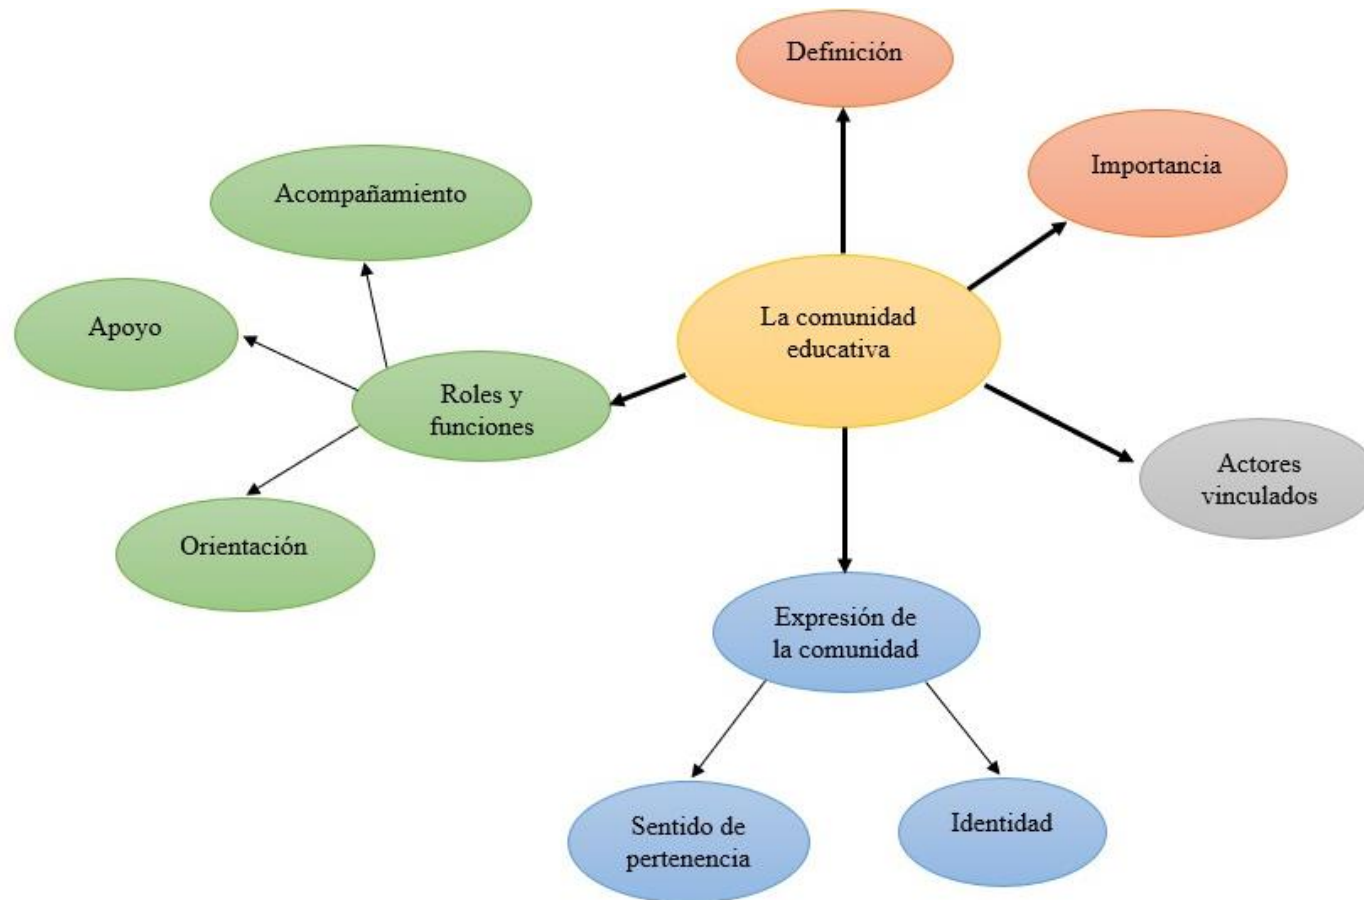 Definición
Importancia
Acompañamiento
Apoyo
La comunidad
educativa
Roles y
funciones
Actores
vinculados
Orientación
Expresión de
la comunidad
Sentido de
pertenencia
Identidad